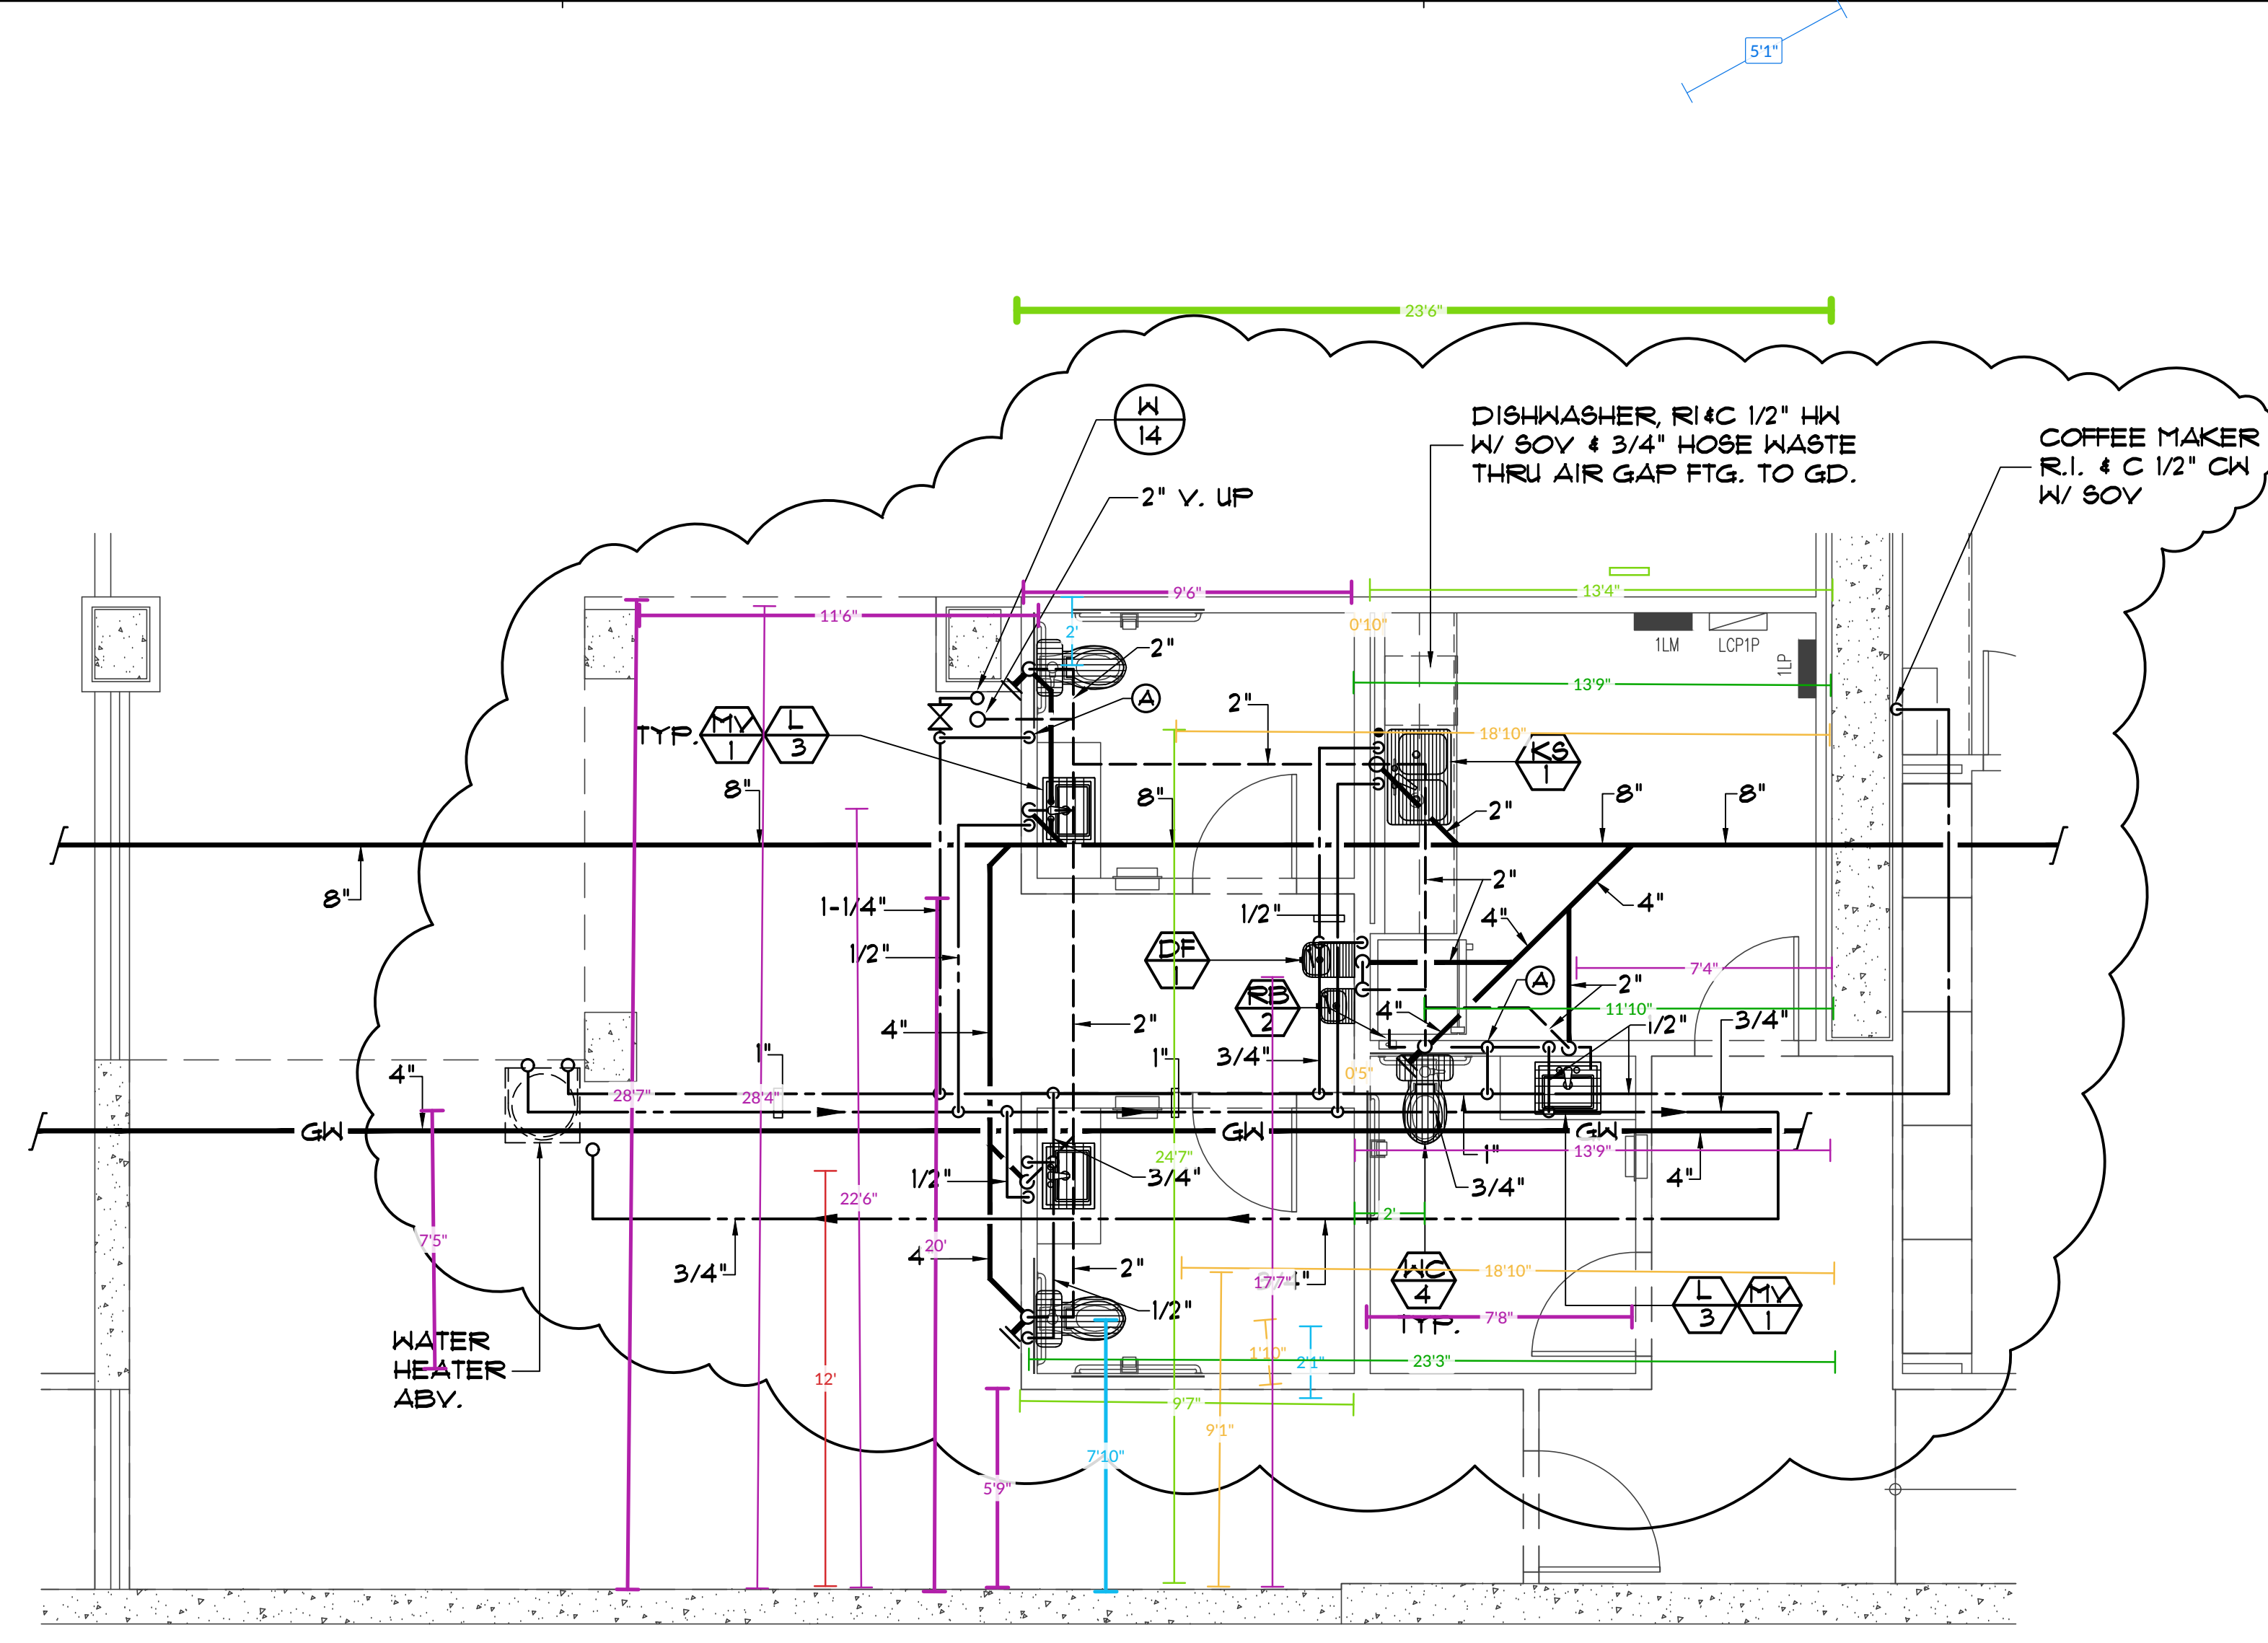 5'1"
23'6"
W
14
DISHWASHER, RI&C 1/2" HW
W/ SOV & 3/4" HOSE WASTE
THRU AIR GAP FTG. TO GD.
COFFEE MAKER
R.I. & C 1/2" CW
W/ SOV
2" V. UP
9'6"
13'4"
11'6"
2'
0'10"
1LM
LCP1P
1LP
2"
13'9"
A
2"
TYP.
MV
1
L
3
18'10"
KS
1
8"
8"
8"
8"
2"
8"
2"
1-1/4"
1/2"
4"
4"
1/2"
DF
1
7'4"
2"
A
RB
2
4"
11'10"
4"
2"
1/2"
3/4"
1"
1"
3/4"
4"
0'5"
28'7"
28'4"
GW
GW
GW
24'7"
3/4"
1"
13'9"
1/2"
4"
3/4"
22'6"
2'
7'5"
20'
4
3/4"
2"
WC
4
TYP.
18'10"
17'7"
1/2"
7'8"
L
3
MV
1
WATER
HEATER
ABV.
1'10"
2'1"
23'3"
12'
9'7"
9'1"
7'10"
5'9"